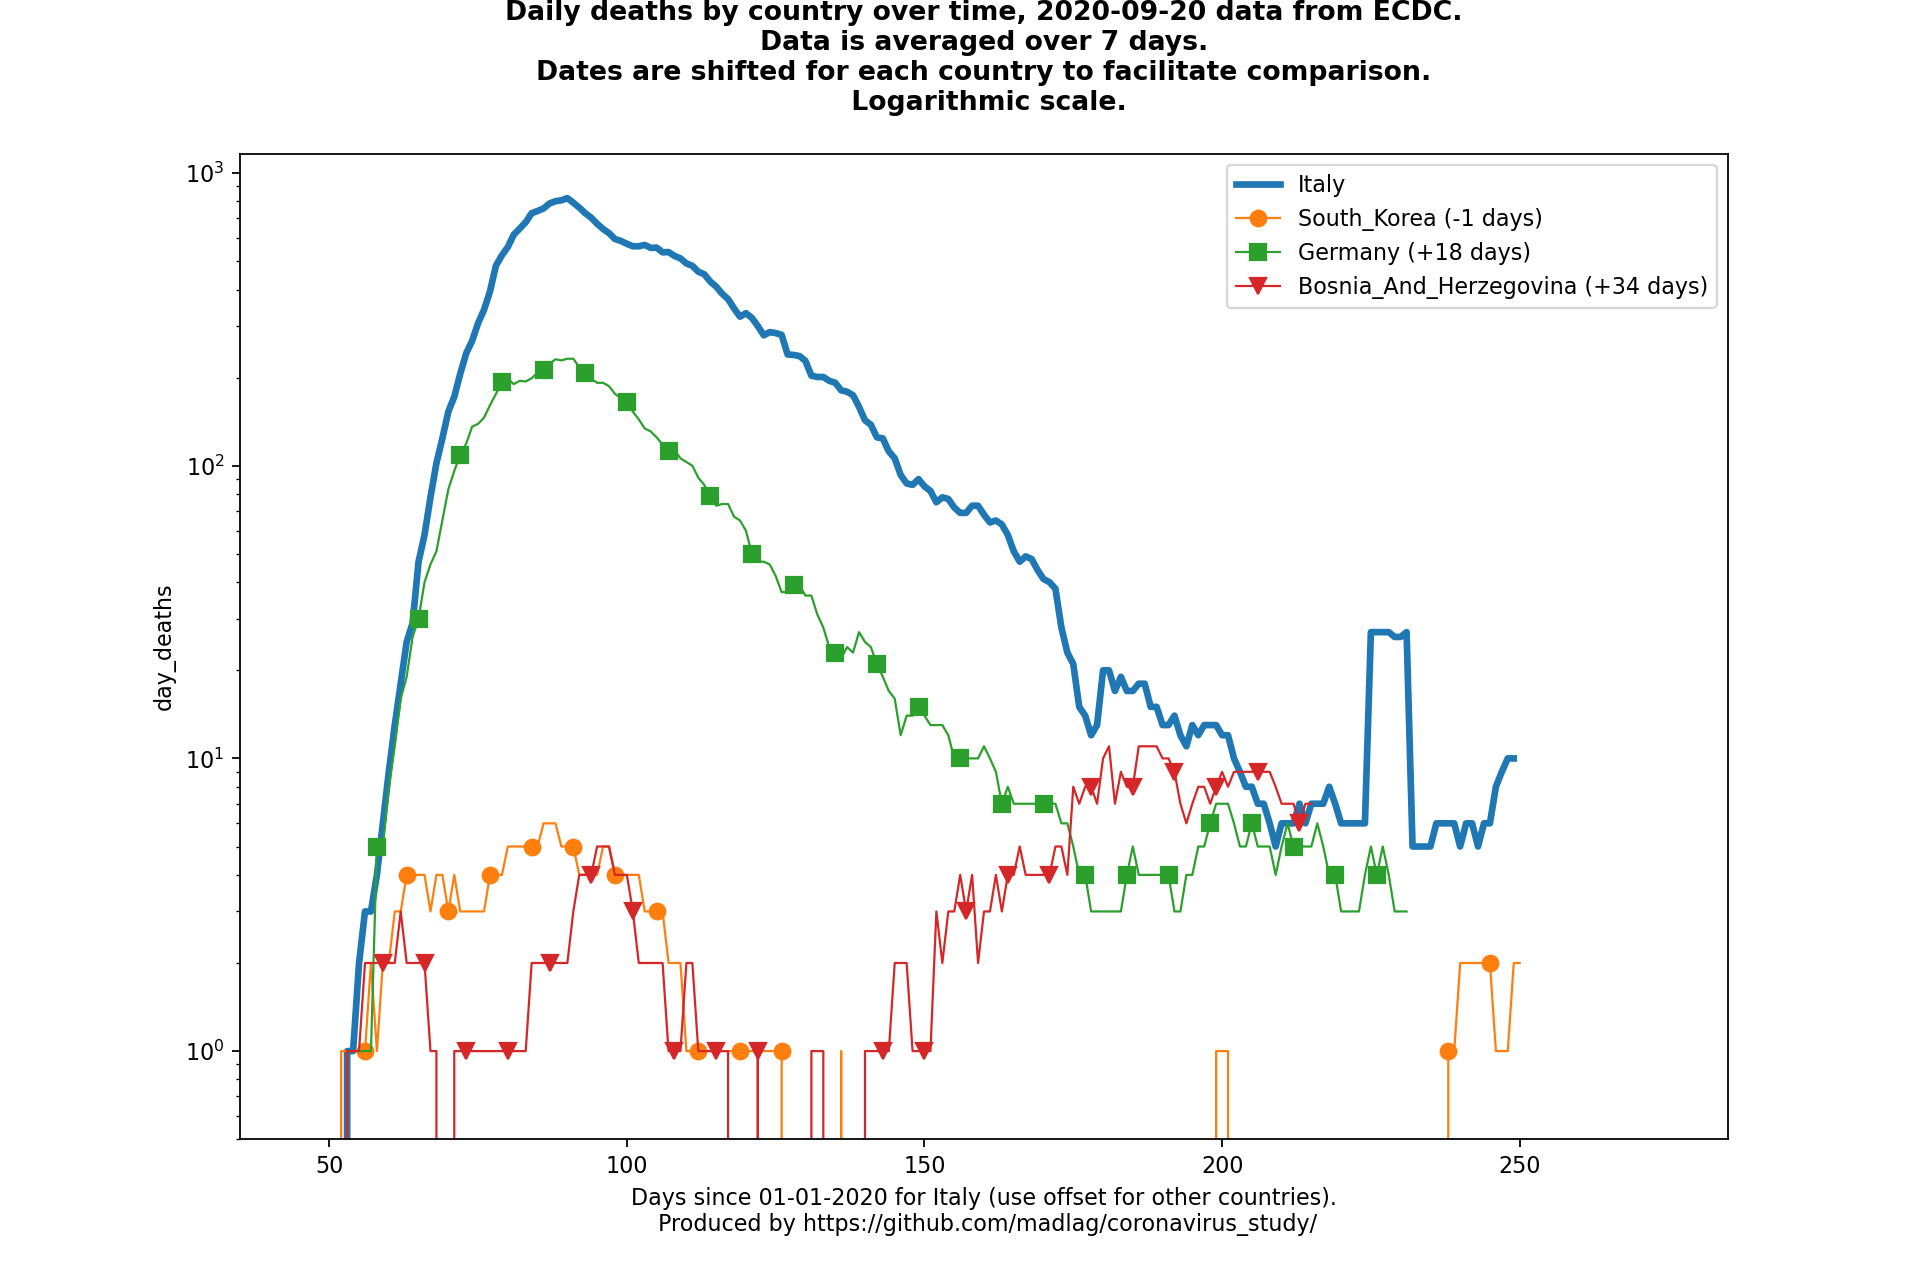 Daily deaths by country over time, 2020-09-20 data from ECDC.
Data is averaged over 7 days.
Dates are shifted for each country to facilitate comparison.
Logarithmic scale.
10³
10²
10¹
10⁰
day_deaths
Italy
South_Korea (-1 days)
Germany (+18 days)
Bosnia_And_Herzegovina (+34 days)
50 100 150 200 250
Days since 01-01-2020 for Italy (use offset for other countries).
Produced by https://github.com/madlag/coronavirus_study/